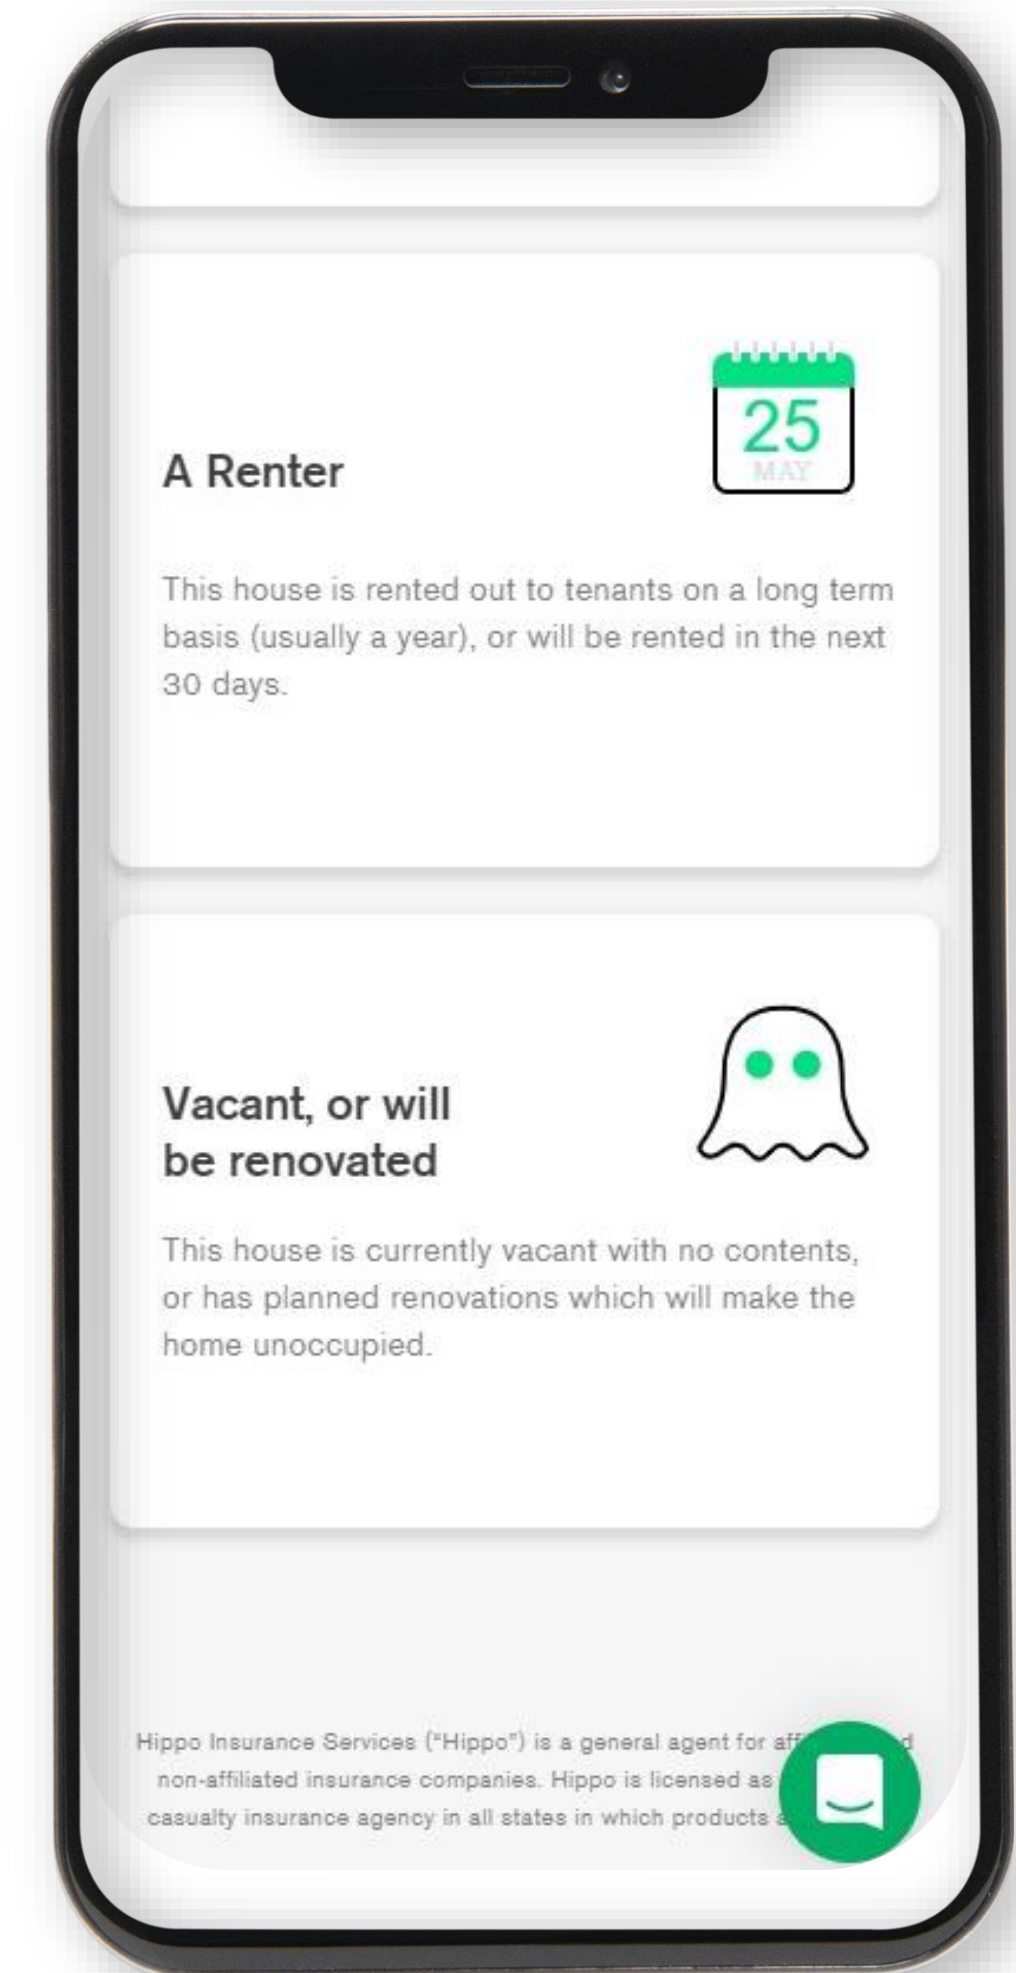 25
MAY
A Renter
This house is rented out to tenants on a long term
basis (usually a year), or will be rented in the next
30 days.
Vacant, or will
be renovated
This house is currently vacant with no contents,
or has planned renovations which will make the
home unoccupied.
Hippo Insurance Services ("Hippo") is a general agent for
non-affiliated insurance companies. Hippo is licensed as
casualty insurance agency in all states in which products